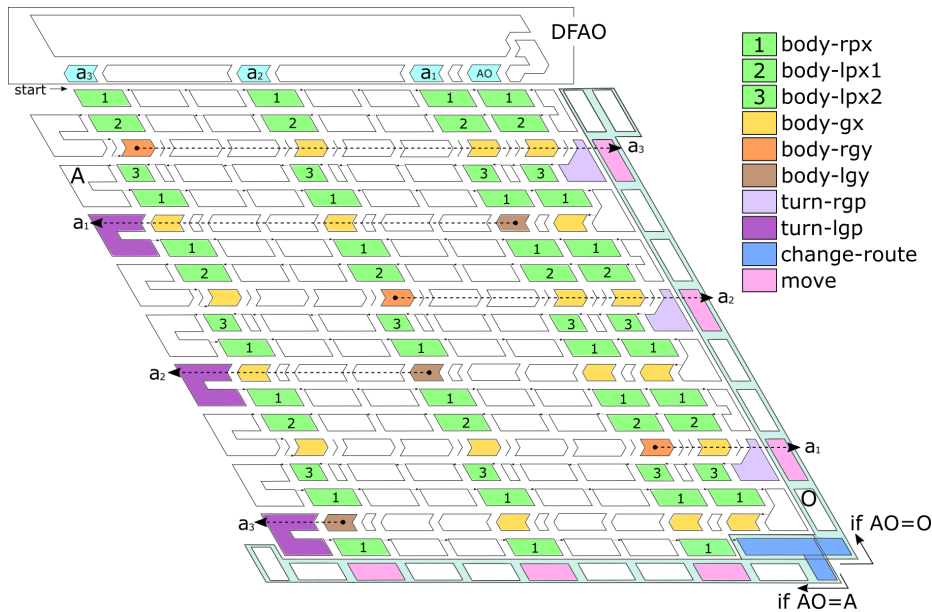 DFAO
a3 a2 a1 AO
start
1 1 1 1
2 2 2 2
a3
A
3 3 3 3
1 1 1 1
a1
1 1 1 1
2 2 2 2
a2
3 3 3 3
1 1 1 1
a2
1 1 1 1
2 2 2 2
a1
3 3 3 3
1 1 1 1
O
a3
if AO=O
1 1 1
if AO=A
1 body-rpx
2 body-lpx1
3 body-lpx2
body-gx
body-rgy
body-lgy
turn-rgp
turn-lgp
change-route
move